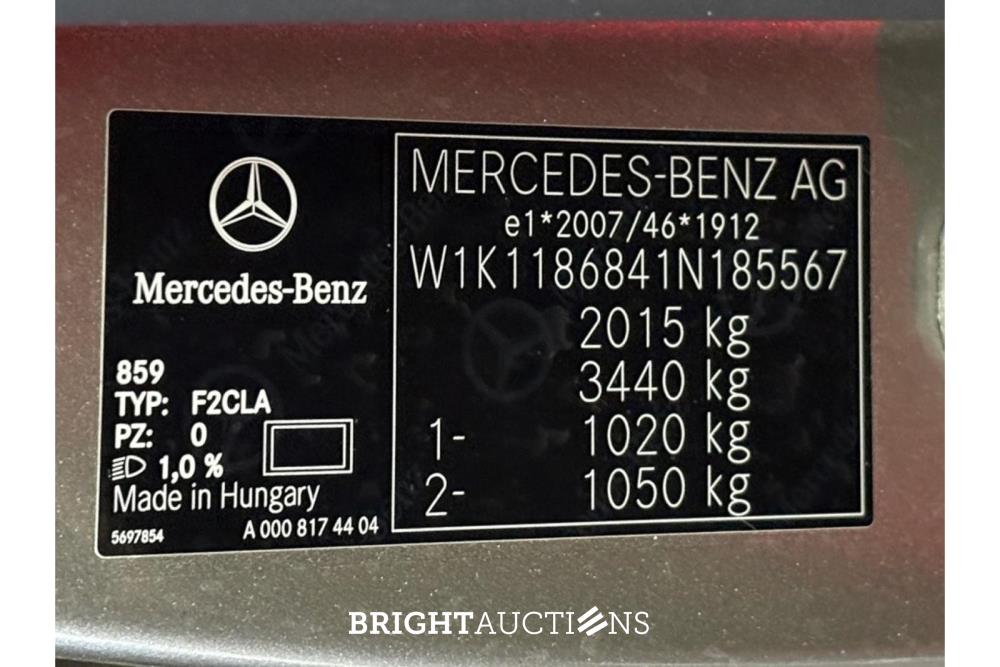 Mercedes-Benz
859
TYP: F2CLA
PZ: 0
1,0 %
Made in Hungary
5697854
A 000 817 44 04
MERCEDES-BENZ AG
e1*2007/46*1912
W1K1186841N185567
2015 kg
3440 kg
1- 1020 kg
2- 1050 kg
BRIGHTAUCTIONS